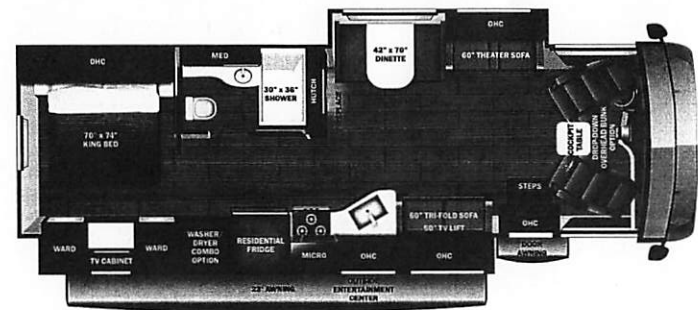 OHC
MED
30" x 36"
SHOWER
HUTCH
42" x 70"
DINETTE
OHC
60" THEATER SOFA
70" x 74"
KING BED
COCKPIT
TABLE
DROP-DOWN
OVERHEAD BUNK
OPTION
STEPS
OHC
DOOR
AWNING
WARD
TV CABINET
WARD
WASHER/
DRYER
COMBO
OPTION
RESIDENTIAL
FRIDGE
MICRO
60" TRI-FOLD SOFA
50" TV LIFT
OHC
OHC
22' AWNING
OUTSIDE
ENTERTAINMENT
CENTER